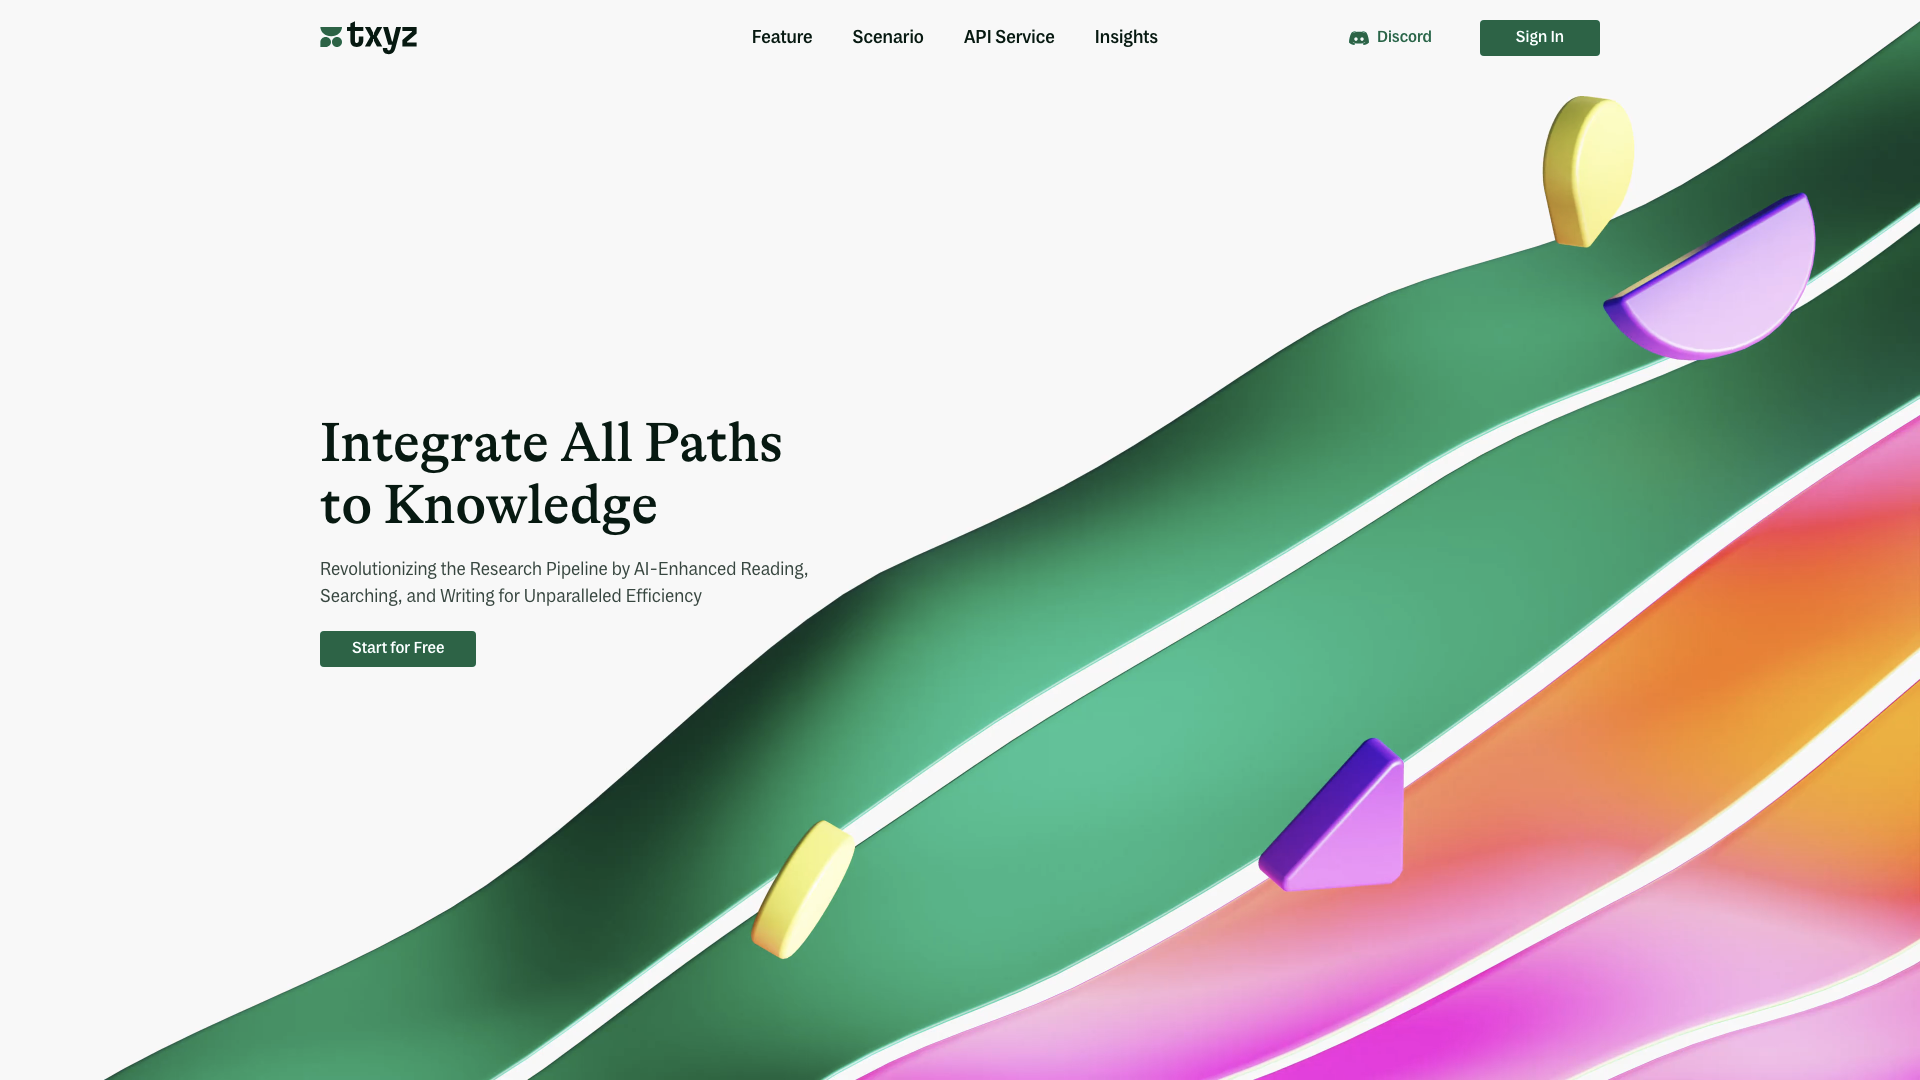 txyz
Feature
Scenario
API Service
Insights
Discord
Sign In
Integrate All Paths
to Knowledge
Revolutionizing the Research Pipeline by AI-Enhanced Reading,
Searching, and Writing for Unparalleled Efficiency
Start for Free